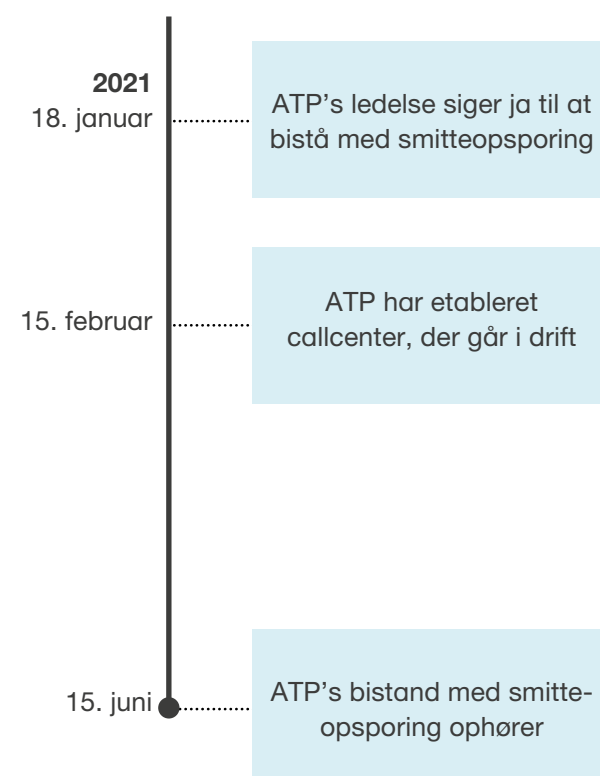 2021
18. januar
ATP’s ledelse siger ja til at
bistå med smitteopsporing
15. februar
ATP har etableret
callcenter, der går i drift
15. juni
ATP’s bistand med smitte-
opsporing ophører